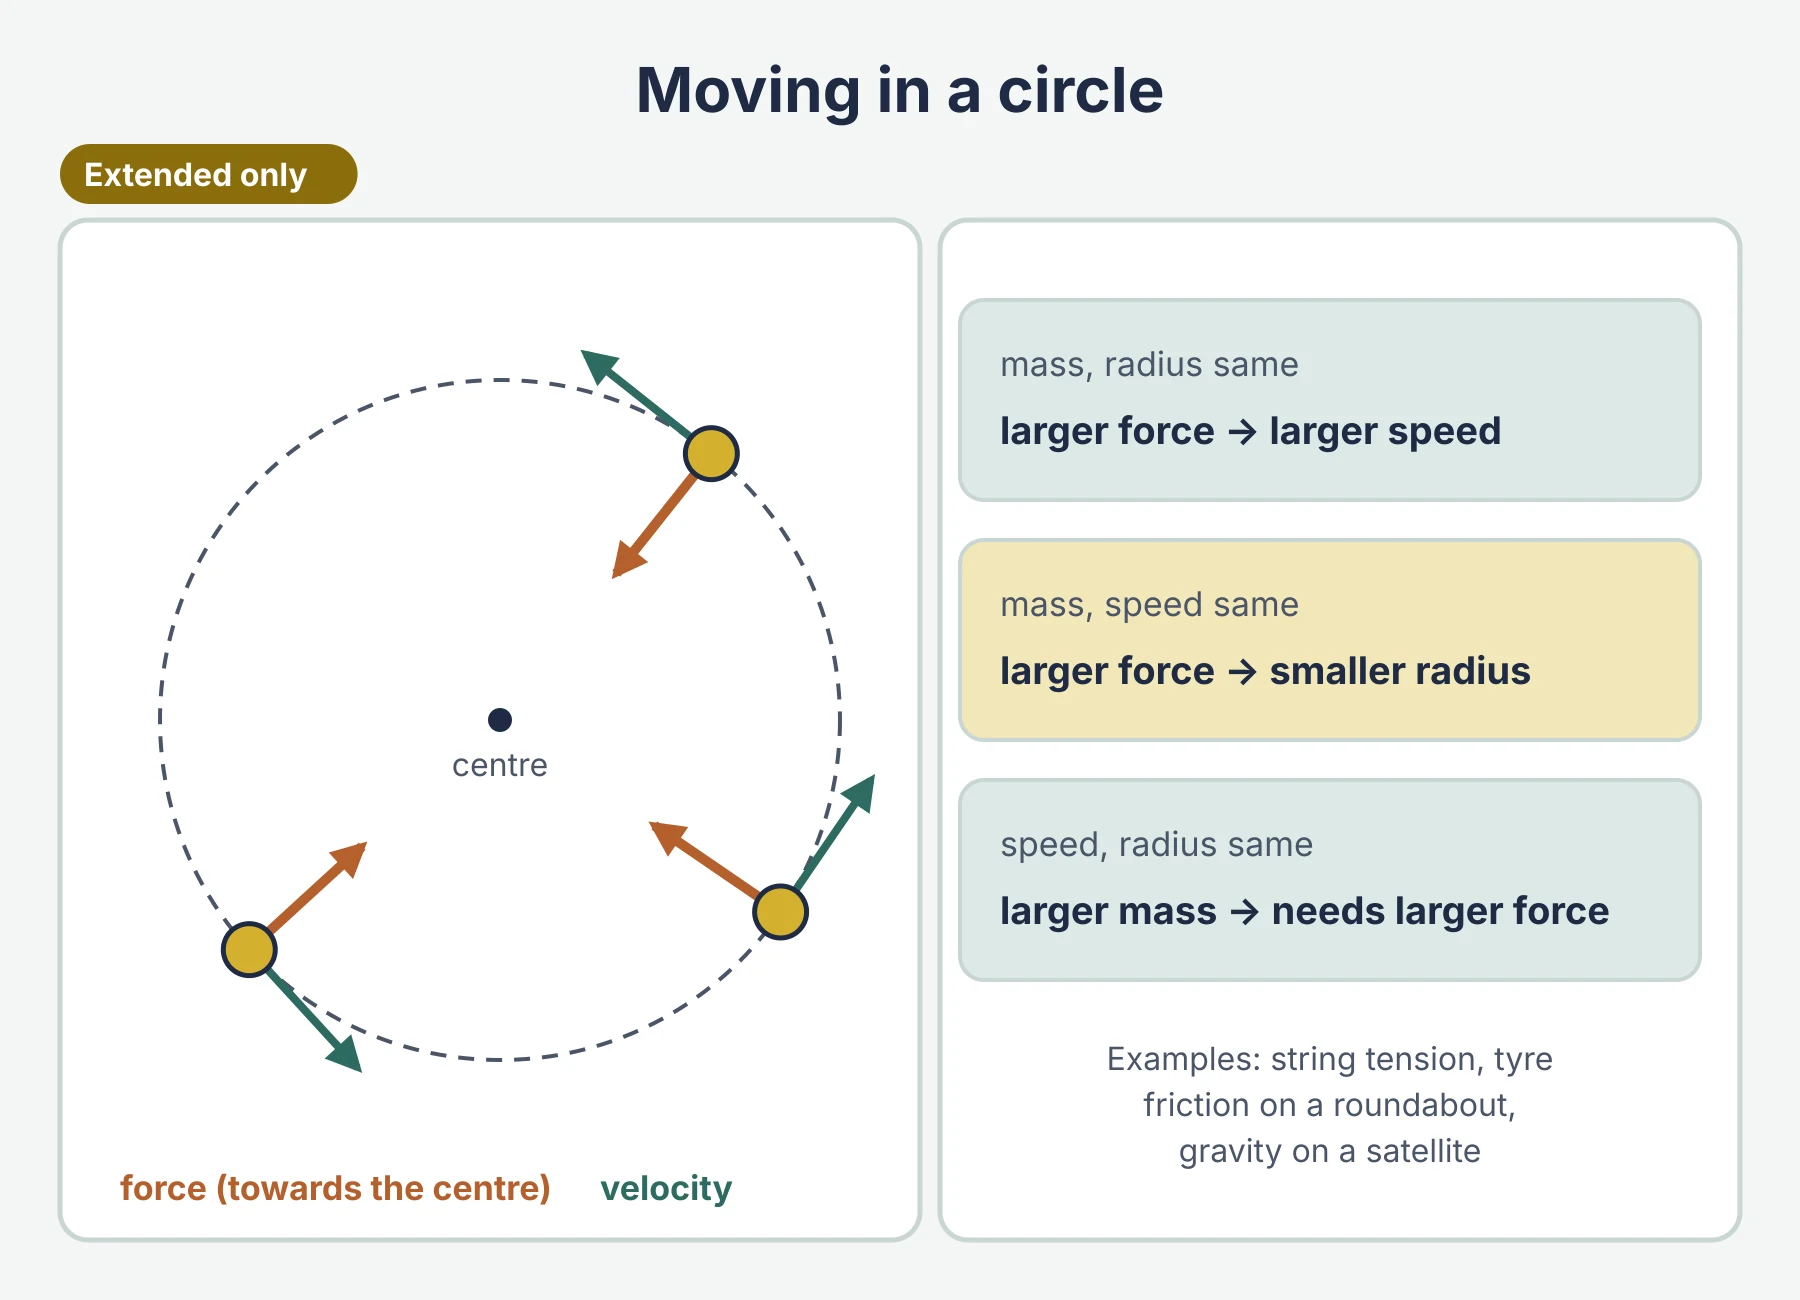 Moving in a circle
Extended only
centre
force (towards the centre) velocity
mass, radius same
larger force → larger speed
mass, speed same
larger force → smaller radius
speed, radius same
larger mass → needs larger force
Examples: string tension, tyre
friction on a roundabout,
gravity on a satellite